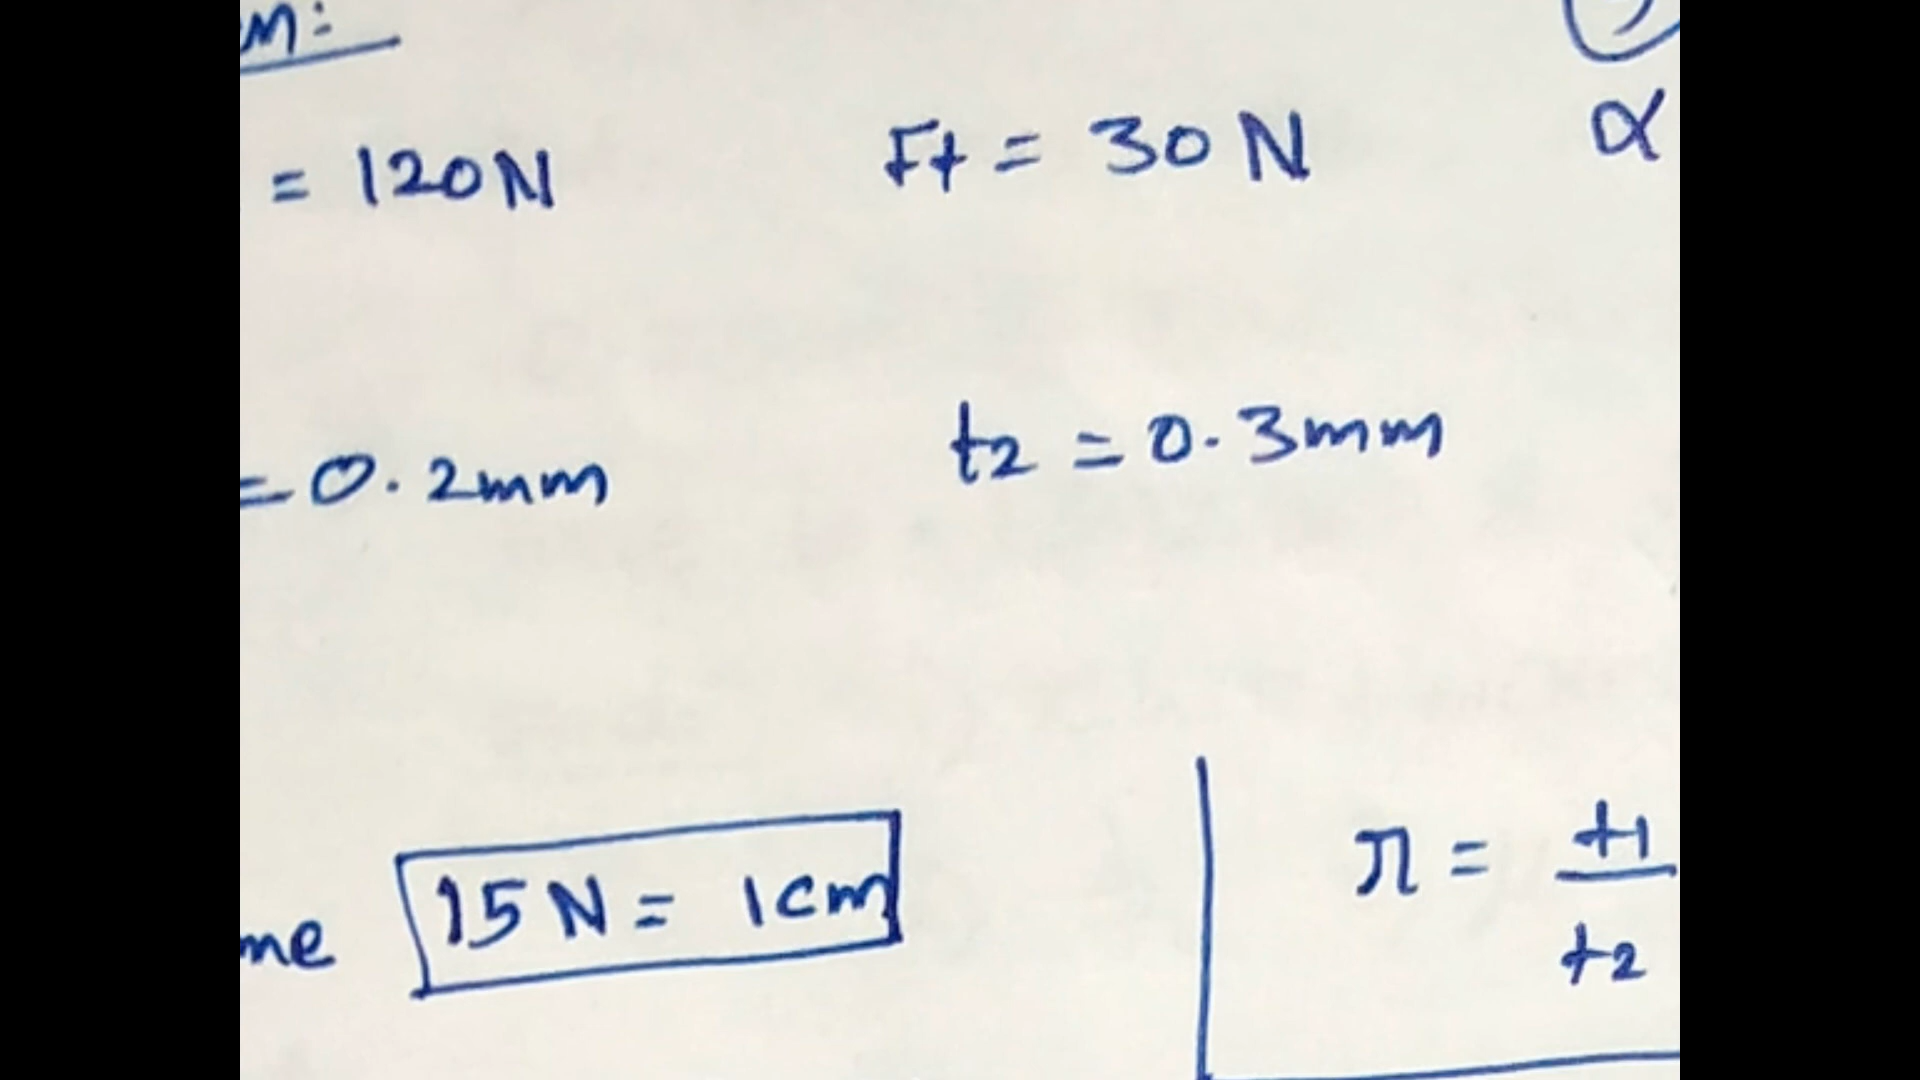 m:
= 120N Ft = 30 N α
= 0.2mm t2 = 0.3mm
me 15N = 1cm
r = t1
t2